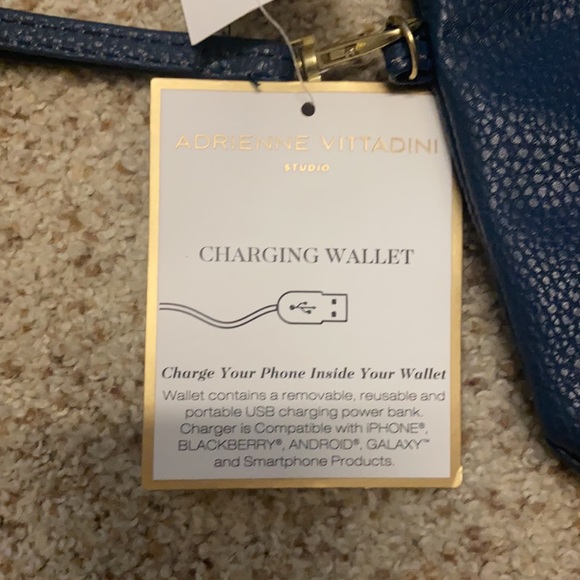 ADRIENNE VITTADINI
STUDIO
CHARGING WALLET
Charge Your Phone Inside Your Wallet
Wallet contains a removable, reusable and
portable USB charging power bank.
Charger is Compatible with iPHONE®,
BLACKBERRY®, ANDROID®, GALAXY™
and Smartphone Products.